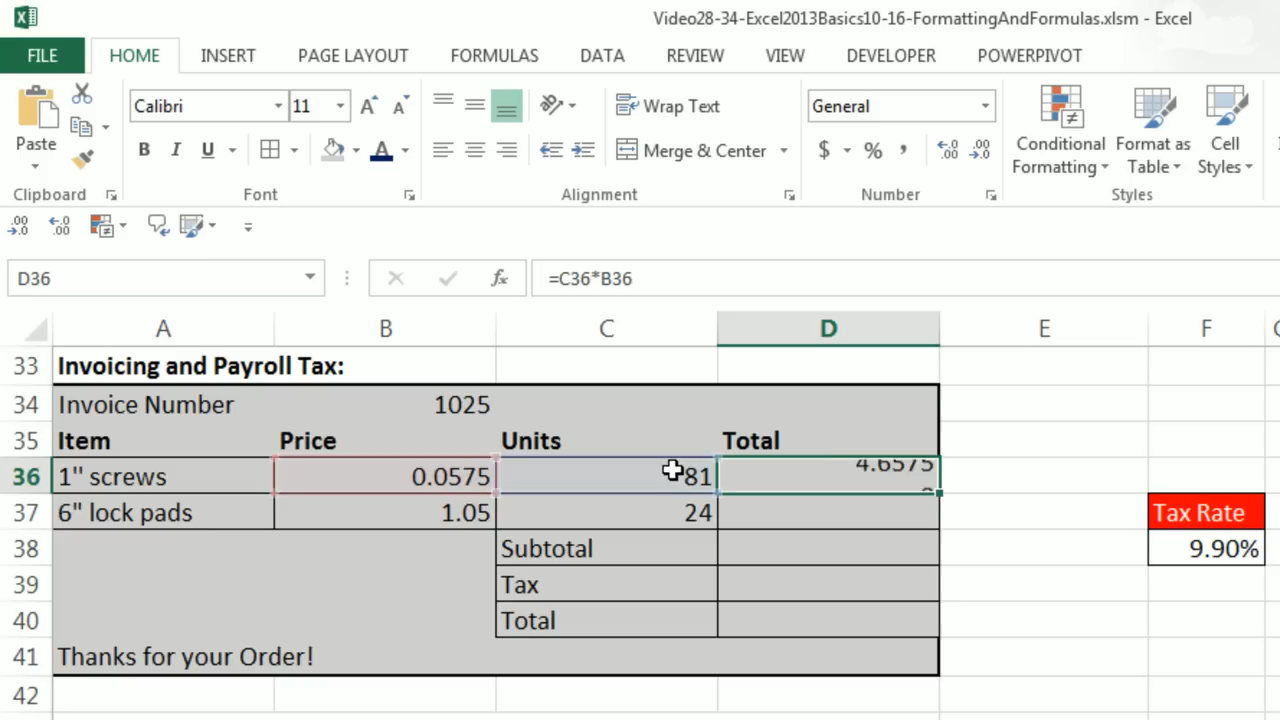 Video28-34-Excel2013Basics10-16-FormattingAndFormulas.xlsm - Excel
FILE HOME INSERT PAGE LAYOUT FORMULAS DATA REVIEW VIEW DEVELOPER POWERPIVOT
Calibri 11 Wrap Text General
Paste B I U Merge & Center $ % , Conditional Formatting Format as Table Cell Styles
Clipboard Font Alignment Number Styles
D36 fx =C36*B36
A B C D E F
33 Invoicing and Payroll Tax:
34 Invoice Number 1025
35 Item Price Units Total
36 1" screws 0.0575 81 4.6575
37 6" lock pads 1.05 24 Tax Rate
38 Subtotal 9.90%
39 Tax
40 Total
41 Thanks for your Order!
42